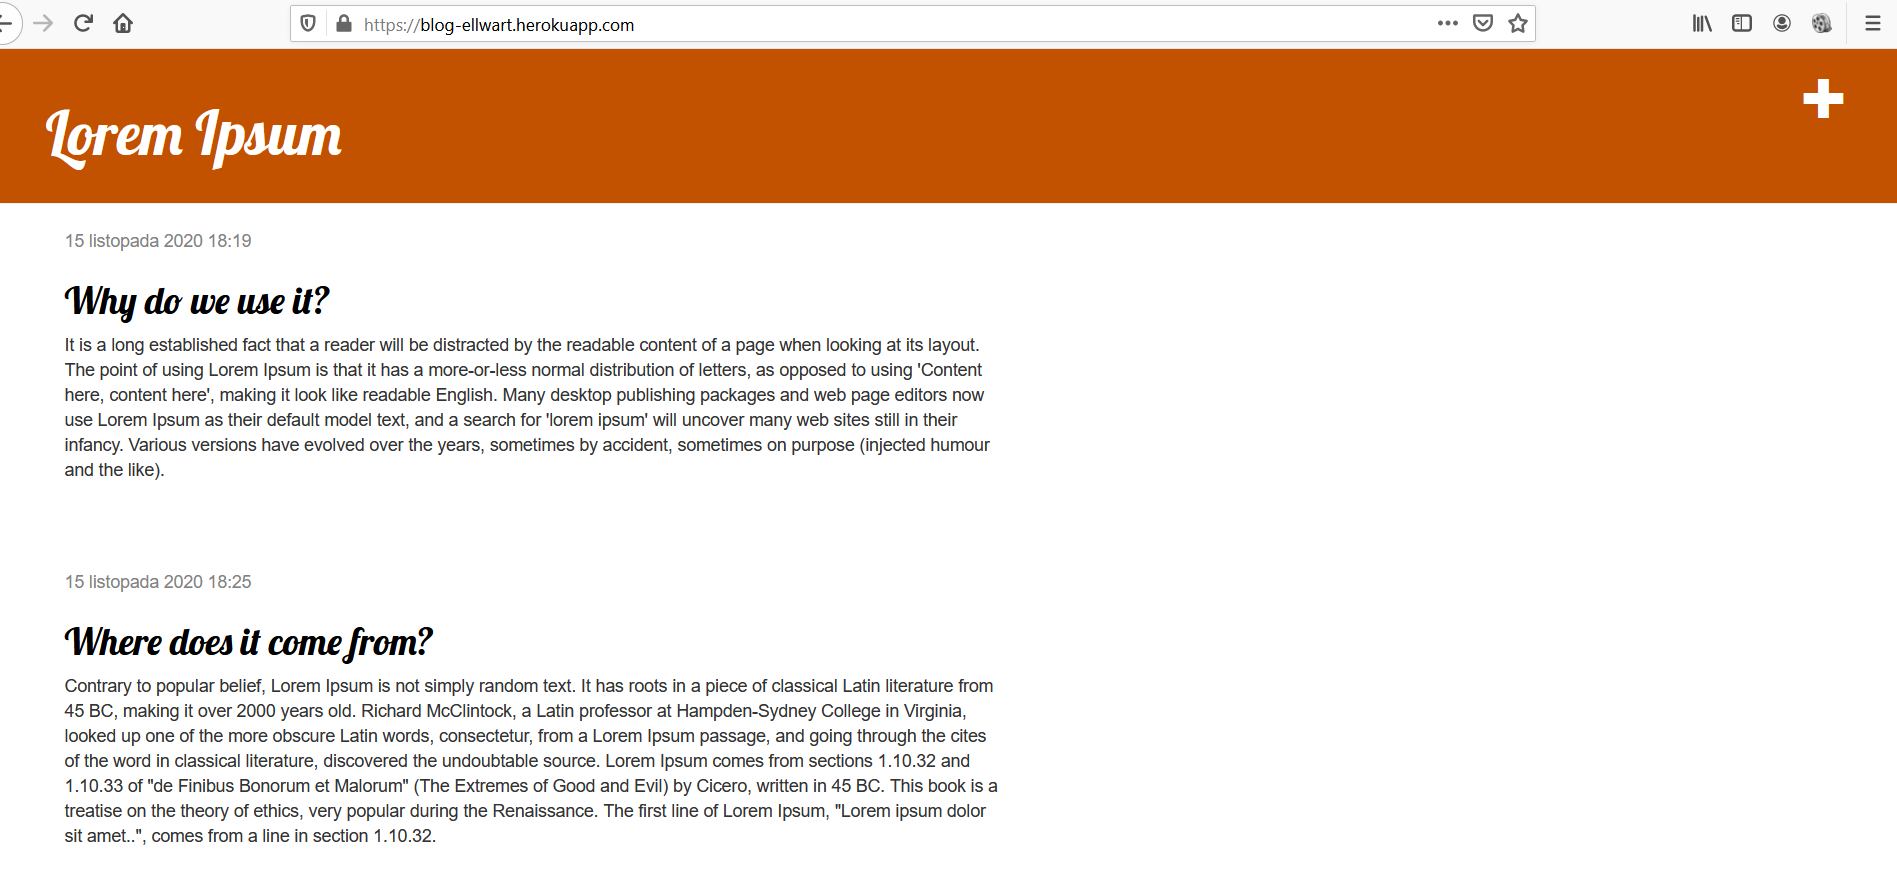 https://blog-ellwart.herokuapp.com
Lorem Ipsum
15 listopada 2020 18:19
Why do we use it?
It is a long established fact that a reader will be distracted by the readable content of a page when looking at its layout.
The point of using Lorem Ipsum is that it has a more-or-less normal distribution of letters, as opposed to using 'Content
here, content here', making it look like readable English. Many desktop publishing packages and web page editors now
use Lorem Ipsum as their default model text, and a search for 'lorem ipsum' will uncover many web sites still in their
infancy. Various versions have evolved over the years, sometimes by accident, sometimes on purpose (injected humour
and the like).
15 listopada 2020 18:25
Where does it come from?
Contrary to popular belief, Lorem Ipsum is not simply random text. It has roots in a piece of classical Latin literature from
45 BC, making it over 2000 years old. Richard McClintock, a Latin professor at Hampden-Sydney College in Virginia,
looked up one of the more obscure Latin words, consectetur, from a Lorem Ipsum passage, and going through the cites
of the word in classical literature, discovered the undoubtable source. Lorem Ipsum comes from sections 1.10.32 and
1.10.33 of "de Finibus Bonorum et Malorum" (The Extremes of Good and Evil) by Cicero, written in 45 BC. This book is a
treatise on the theory of ethics, very popular during the Renaissance. The first line of Lorem Ipsum, "Lorem ipsum dolor
sit amet..", comes from a line in section 1.10.32.